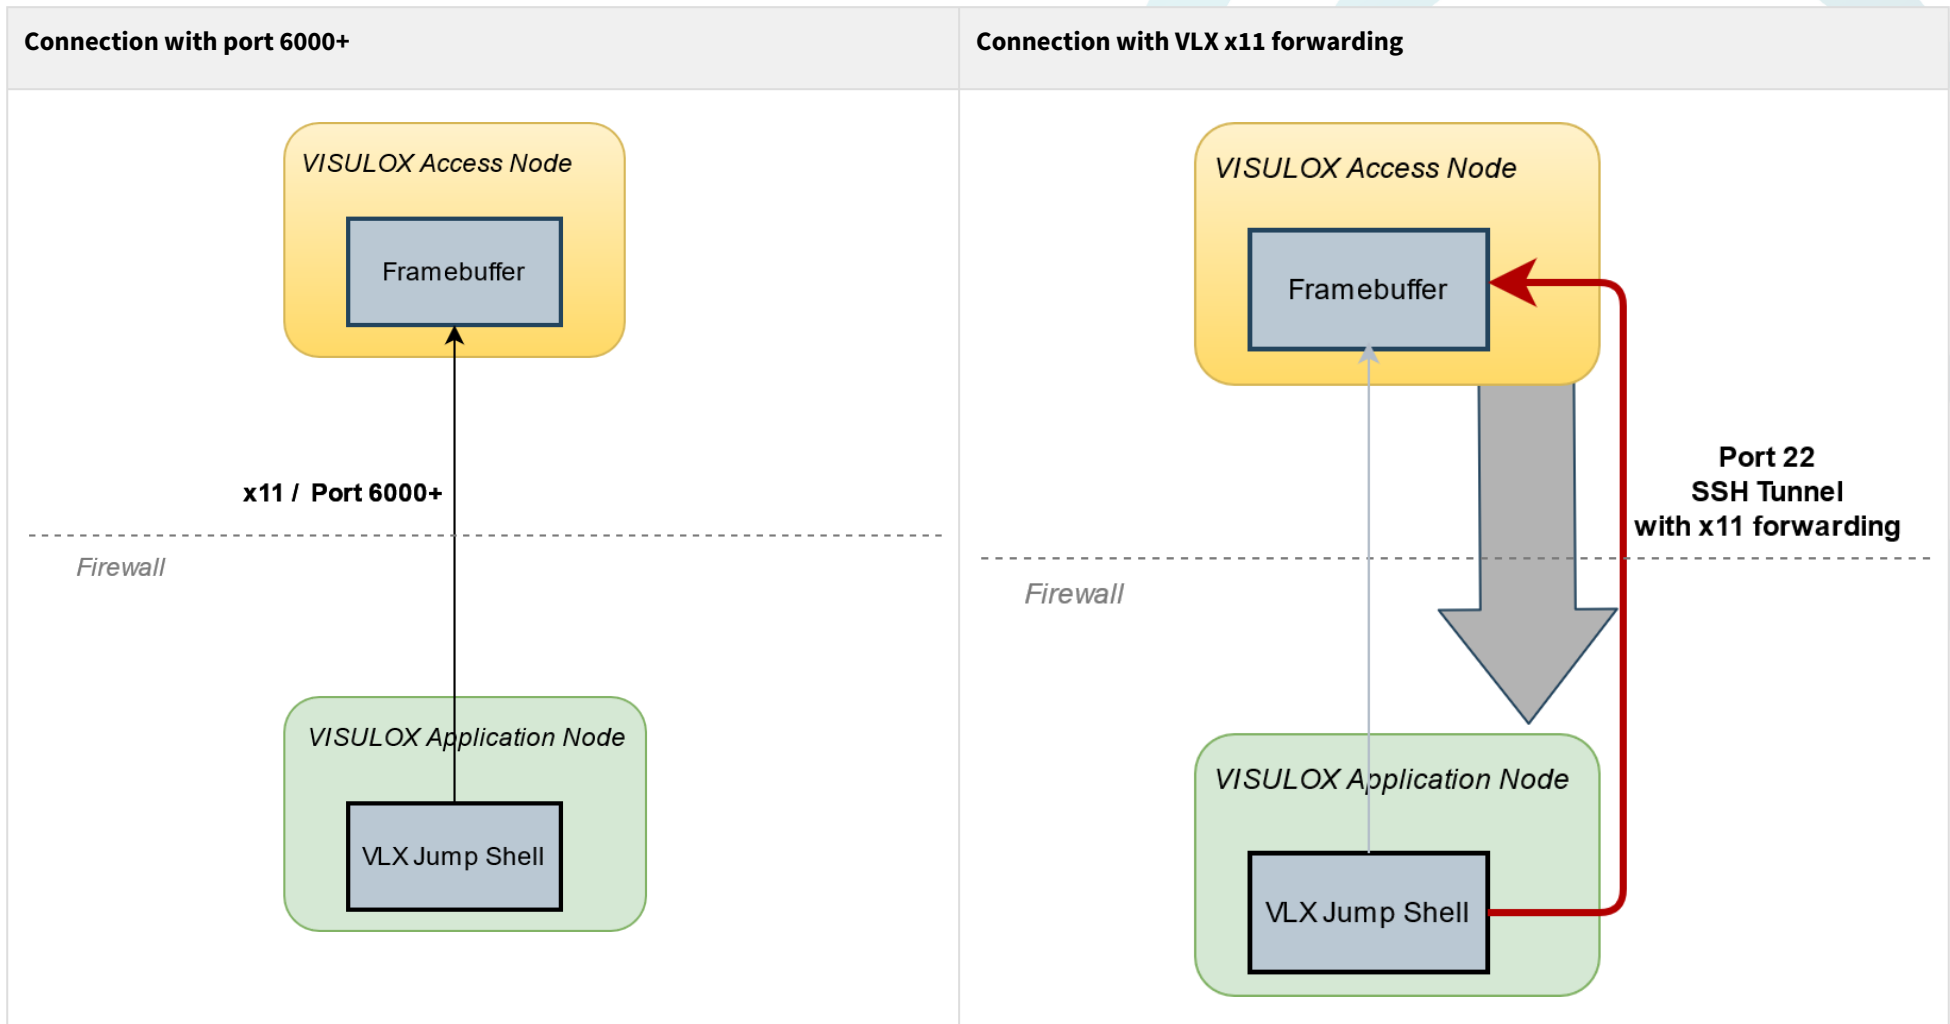 Connection with port 6000+
Connection with VLX x11 forwarding
VISULOX Access Node
Framebuffer
x11 / Port 6000+
Firewall
VISULOX Application Node
VLX Jump Shell
VISULOX Access Node
Framebuffer
Port 22
SSH Tunnel
with x11 forwarding
Firewall
VISULOX Application Node
VLX Jump Shell